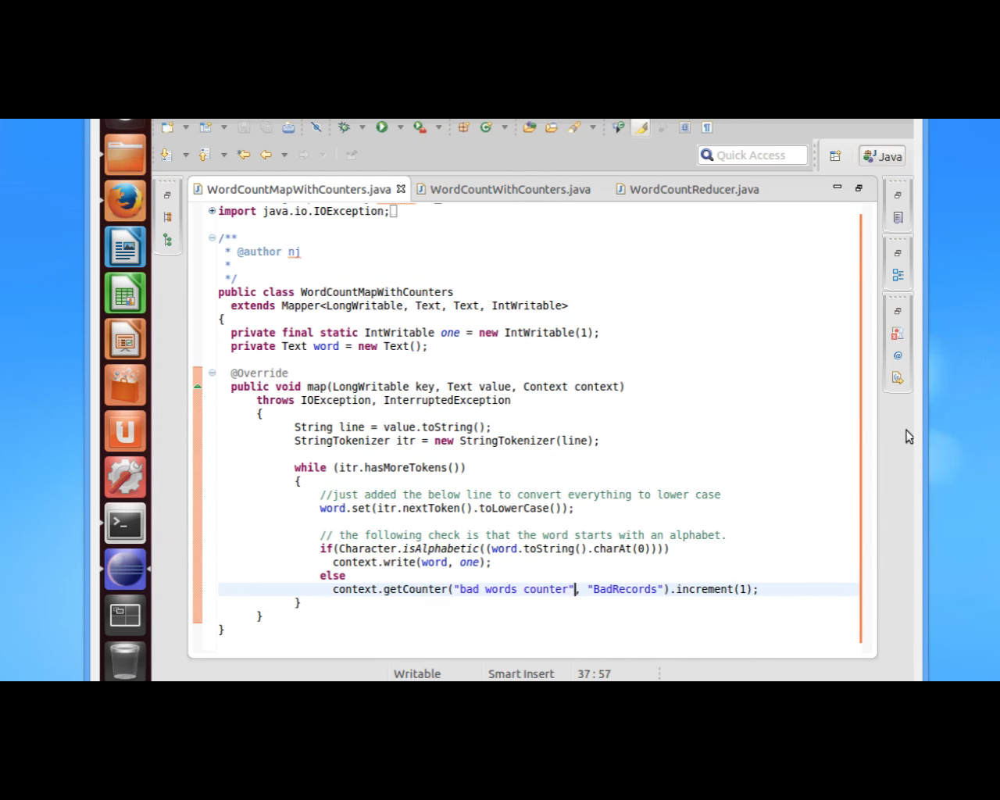 Quick Access
Java
WordCountMapWithCounters.java
WordCountWithCounters.java
WordCountReducer.java
import java.io.IOException;
/**
* @author nj
*
*/
public class WordCountMapWithCounters
extends Mapper<LongWritable, Text, Text, IntWritable>
{
private final static IntWritable one = new IntWritable(1);
private Text word = new Text();
@Override
public void map(LongWritable key, Text value, Context context)
throws IOException, InterruptedException
{
String line = value.toString();
StringTokenizer itr = new StringTokenizer(line);
while (itr.hasMoreTokens())
{
//just added the below line to convert everything to lower case
word.set(itr.nextToken().toLowerCase());
// the following check is that the word starts with an alphabet.
if(Character.isAlphabetic((word.toString().charAt(0))))
context.write(word, one);
else
context.getCounter("bad words counter", "BadRecords").increment(1);
}
}
}
Writable
Smart Insert
37 : 57